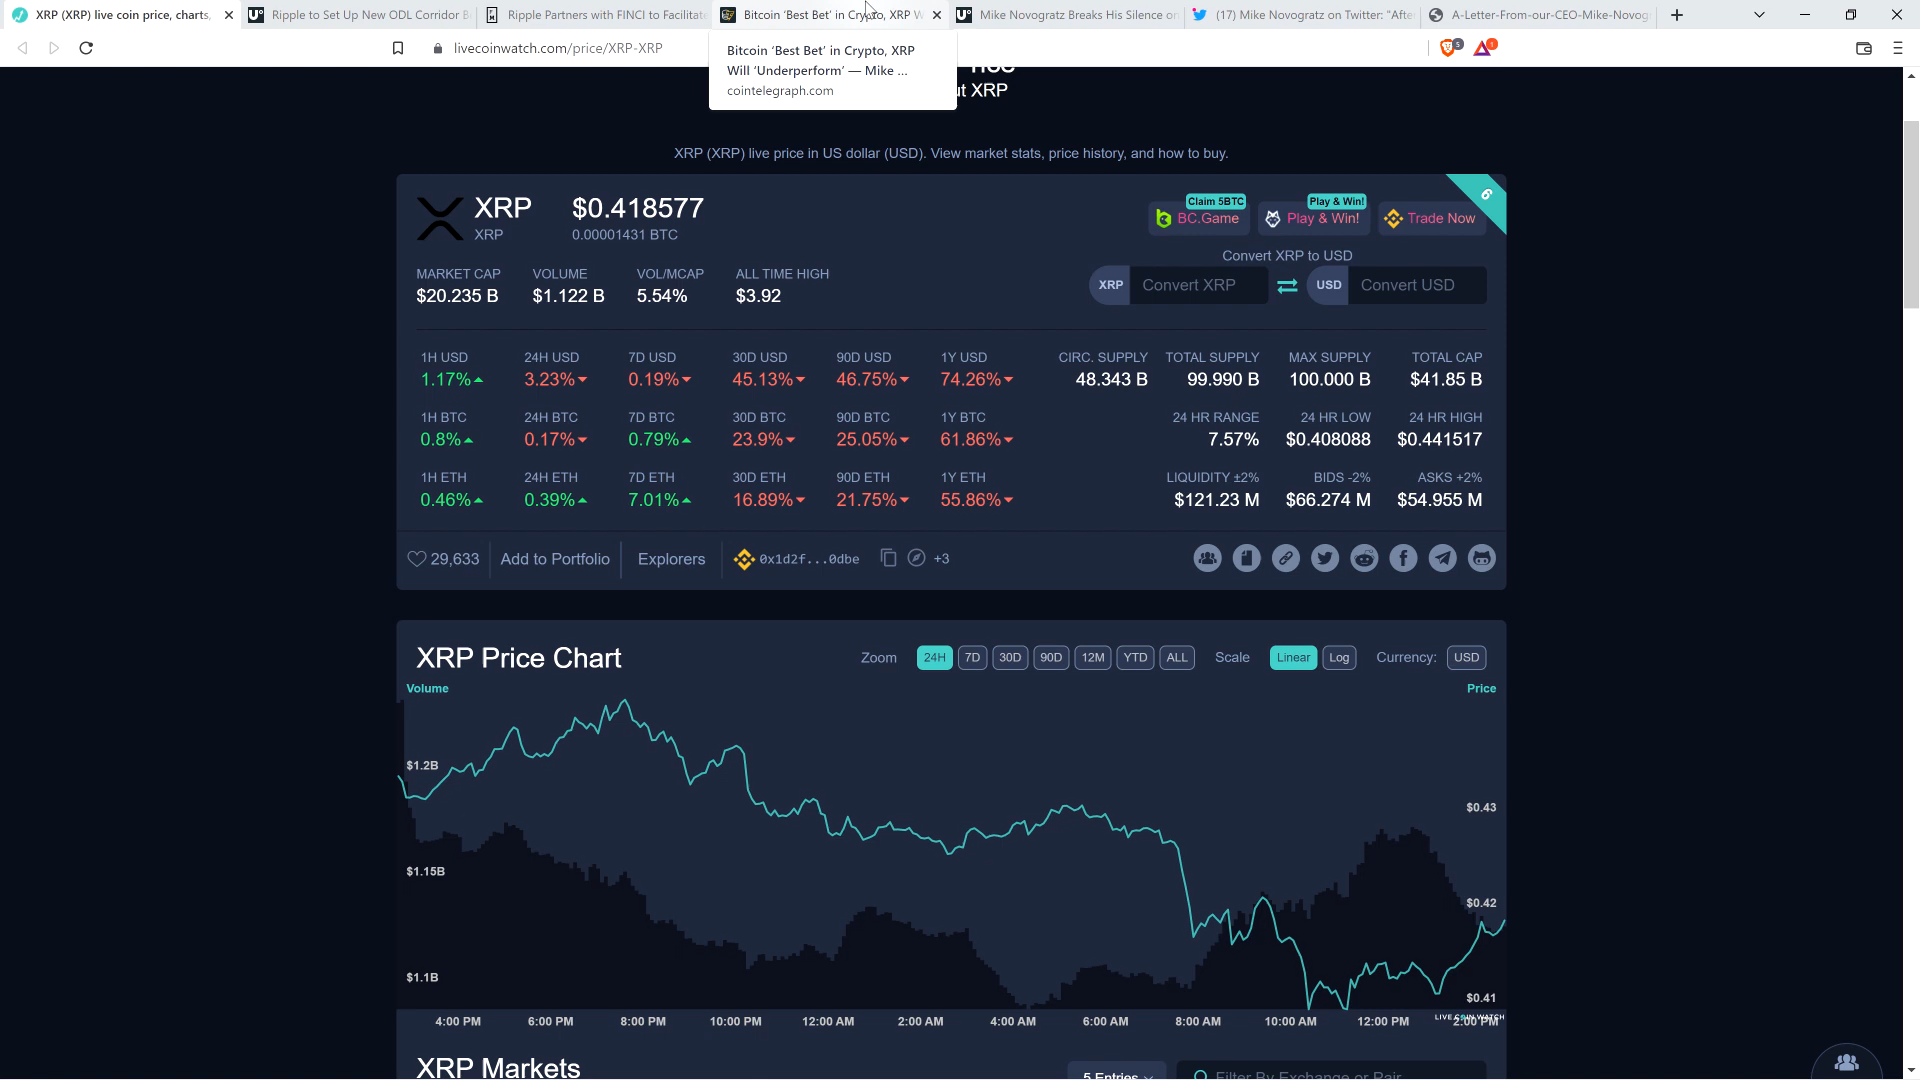 XRP (XRP) live coin price, charts,
Ripple to Set Up New ODL Corridor B
Ripple Partners with FINCI to Facilitate
Bitcoin ‘Best Bet’ in Crypto, XRP W
Mike Novogratz Breaks His Silence on
(17) Mike Novogratz on Twitter: "Afte
A-Letter-From-our-CEO-Mike-Novog
livecoinwatch.com/price/XRP-XRP
5
1
Bitcoin ‘Best Bet’ in Crypto, XRP
Will ‘Underperform’ — Mike ...
cointelegraph.com
XRP
XRP (XRP) live price in US dollar (USD). View market stats, price history, and how to buy.
6
XRP
$0.418577
XRP
0.00001431 BTC
Claim 5BTC
BC.Game
Play & Win!
Play & Win!
Trade Now
Convert XRP to USD
MARKET CAP VOLUME VOL/MCAP ALL TIME HIGH
$20.235 B $1.122 B 5.54% $3.92
XRP Convert XRP USD Convert USD
1H USD 24H USD 7D USD 30D USD 90D USD 1Y USD CIRC. SUPPLY TOTAL SUPPLY MAX SUPPLY TOTAL CAP
1.17% 3.23% 0.19% 45.13% 46.75% 74.26% 48.343 B 99.990 B 100.000 B $41.85 B
1H BTC 24H BTC 7D BTC 30D BTC 90D BTC 1Y BTC 24 HR RANGE 24 HR LOW 24 HR HIGH
0.8% 0.17% 0.79% 23.9% 25.05% 61.86% 7.57% $0.408088 $0.441517
1H ETH 24H ETH 7D ETH 30D ETH 90D ETH 1Y ETH LIQUIDITY ±2% BIDS -2% ASKS +2%
0.46% 0.39% 7.01% 16.89% 21.75% 55.86% $121.23 M $66.274 M $54.955 M
29,633 Add to Portfolio Explorers 0x1d2f...0dbe +3
XRP Price Chart
Zoom 24H 7D 30D 90D 12M YTD ALL Scale Linear Log Currency: USD
Volume Price
$1.2B
$0.43
$1.15B
$0.42
$1.1B
$0.41
LIVE COIN WATCH
4:00 PM 6:00 PM 8:00 PM 10:00 PM 12:00 AM 2:00 AM 4:00 AM 6:00 AM 8:00 AM 10:00 AM 12:00 PM 2:00 PM
XRP Markets
5 Entries
Filter By Exchange or Pair